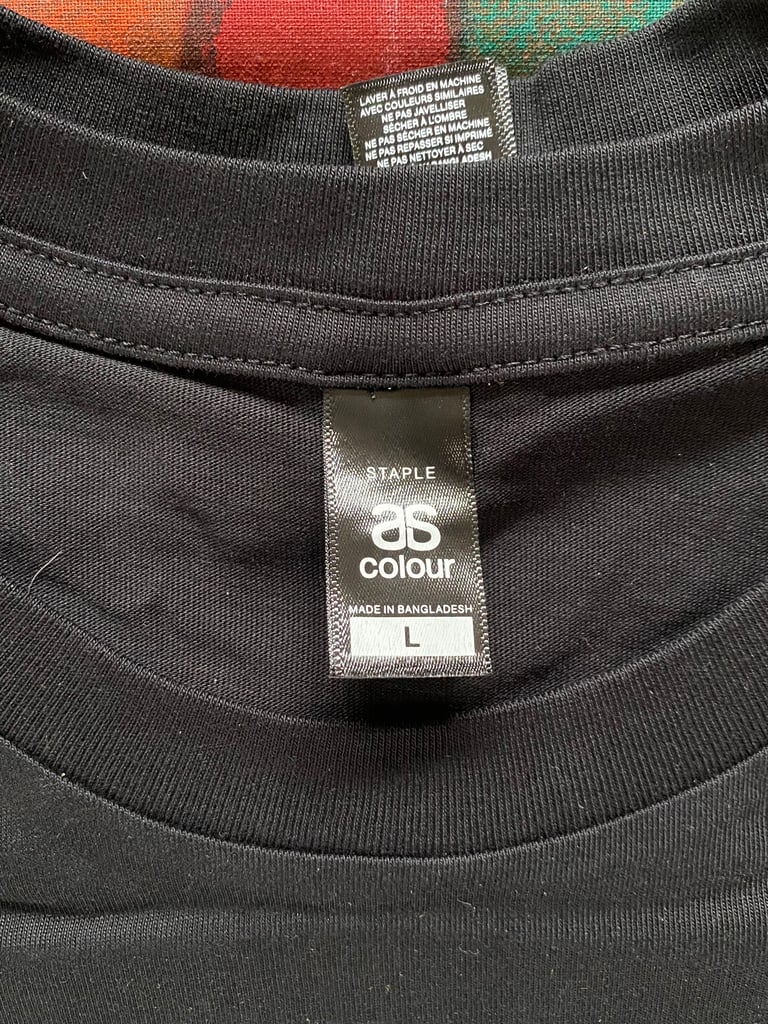 LAVER À FROID EN MACHINE
AVEC COULEURS SIMILAIRES
NE PAS JAVELLISER
SÉCHER À L'OMBRE
NE PAS SÉCHER EN MACHINE
NE PAS REPASSER SI IMPRIMÉ
NE PAS NETTOYER À SEC
BANGLADESH
STAPLE
as
colour
MADE IN BANGLADESH
L